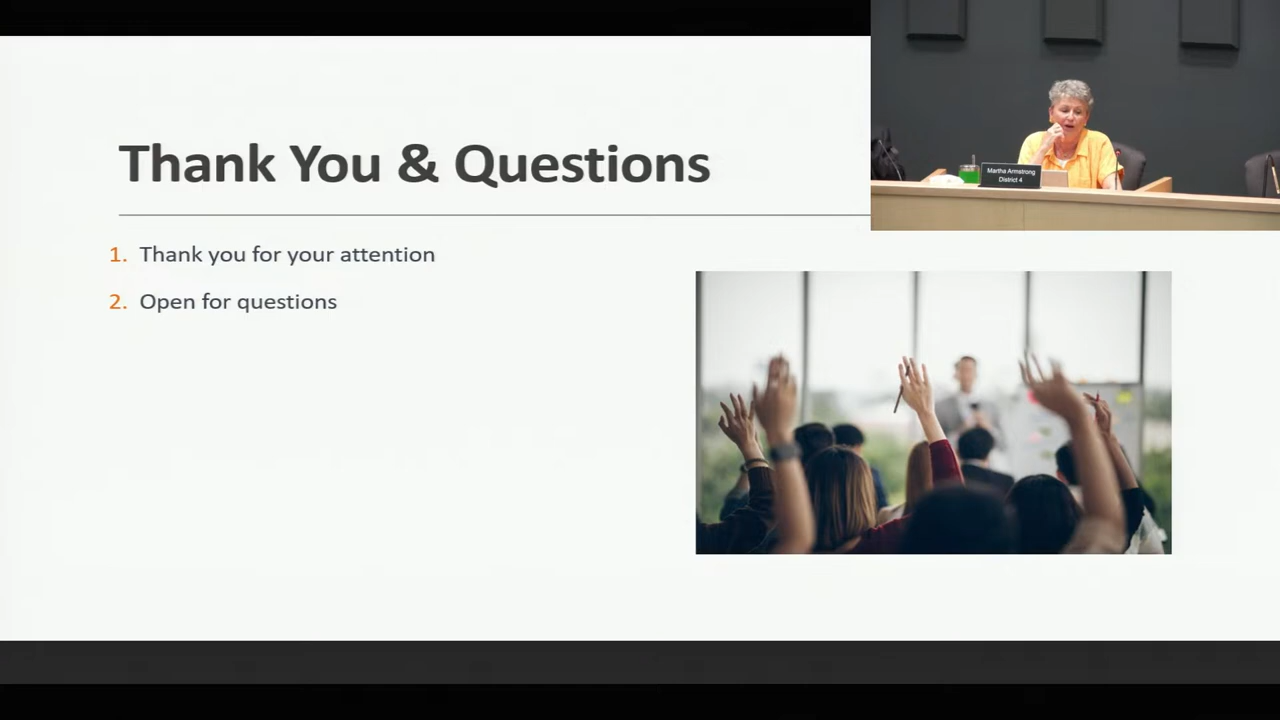 Thank You & Questions
1. Thank you for your attention
2. Open for questions
Martha Armstrong
District 4